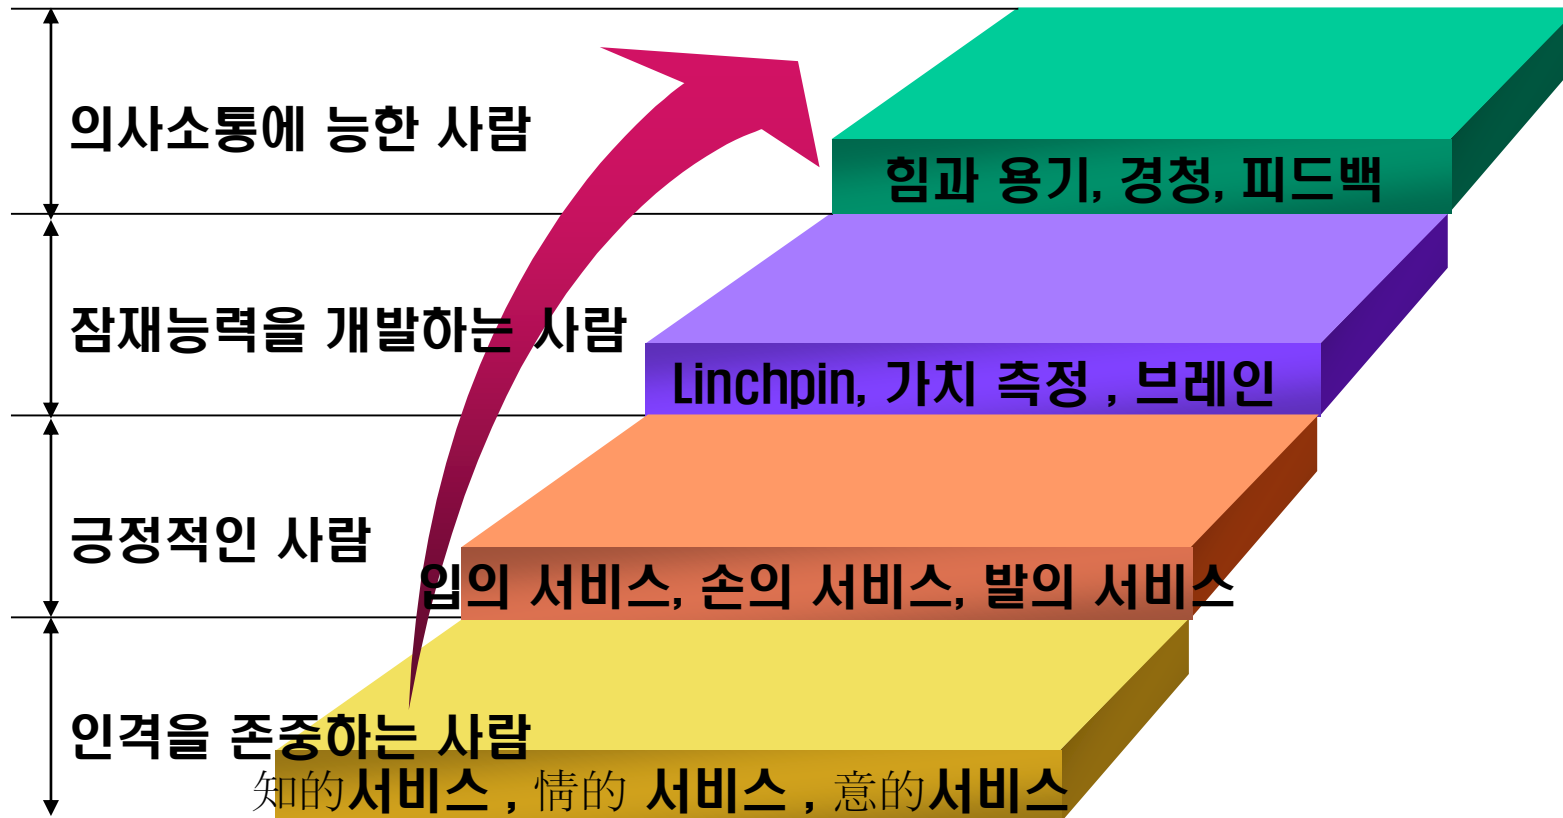 의사소통에 능한 사람
힘과 용기, 경청, 피드백
잠재능력을 개발하는 사람
Linchpin, 가치 측정 , 브레인
긍정적인 사람
입의 서비스, 손의 서비스, 발의 서비스
인격을 존중하는 사람
知的서비스 , 情的 서비스 , 意的서비스